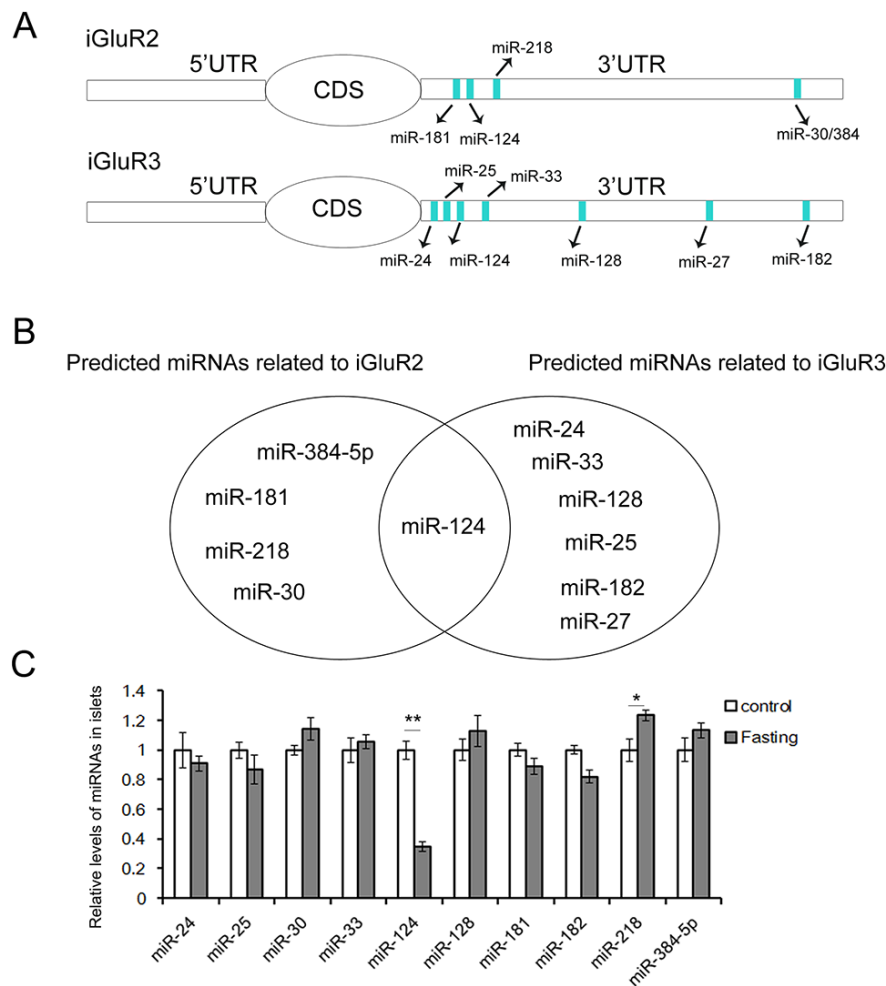 A
iGluR2
5'UTR
CDS
miR-218
3'UTR
miR-181
miR-124
miR-30/384
iGluR3
5'UTR
CDS
miR-25
miR-33
3'UTR
miR-24
miR-124
miR-128
miR-27
miR-182
B
Predicted miRNAs related to iGluR2
Predicted miRNAs related to iGluR3
miR-384-5p
miR-181
miR-218
miR-30
miR-124
miR-24
miR-33
miR-128
miR-25
miR-182
miR-27
C
Relative levels of miRNAs in islets
1.4
1.2
1
0.8
0.6
0.4
0.2
0
**
*
control
Fasting
miR-24
miR-25
miR-30
miR-33
miR-124
miR-128
miR-181
miR-182
miR-218
miR-384-5p